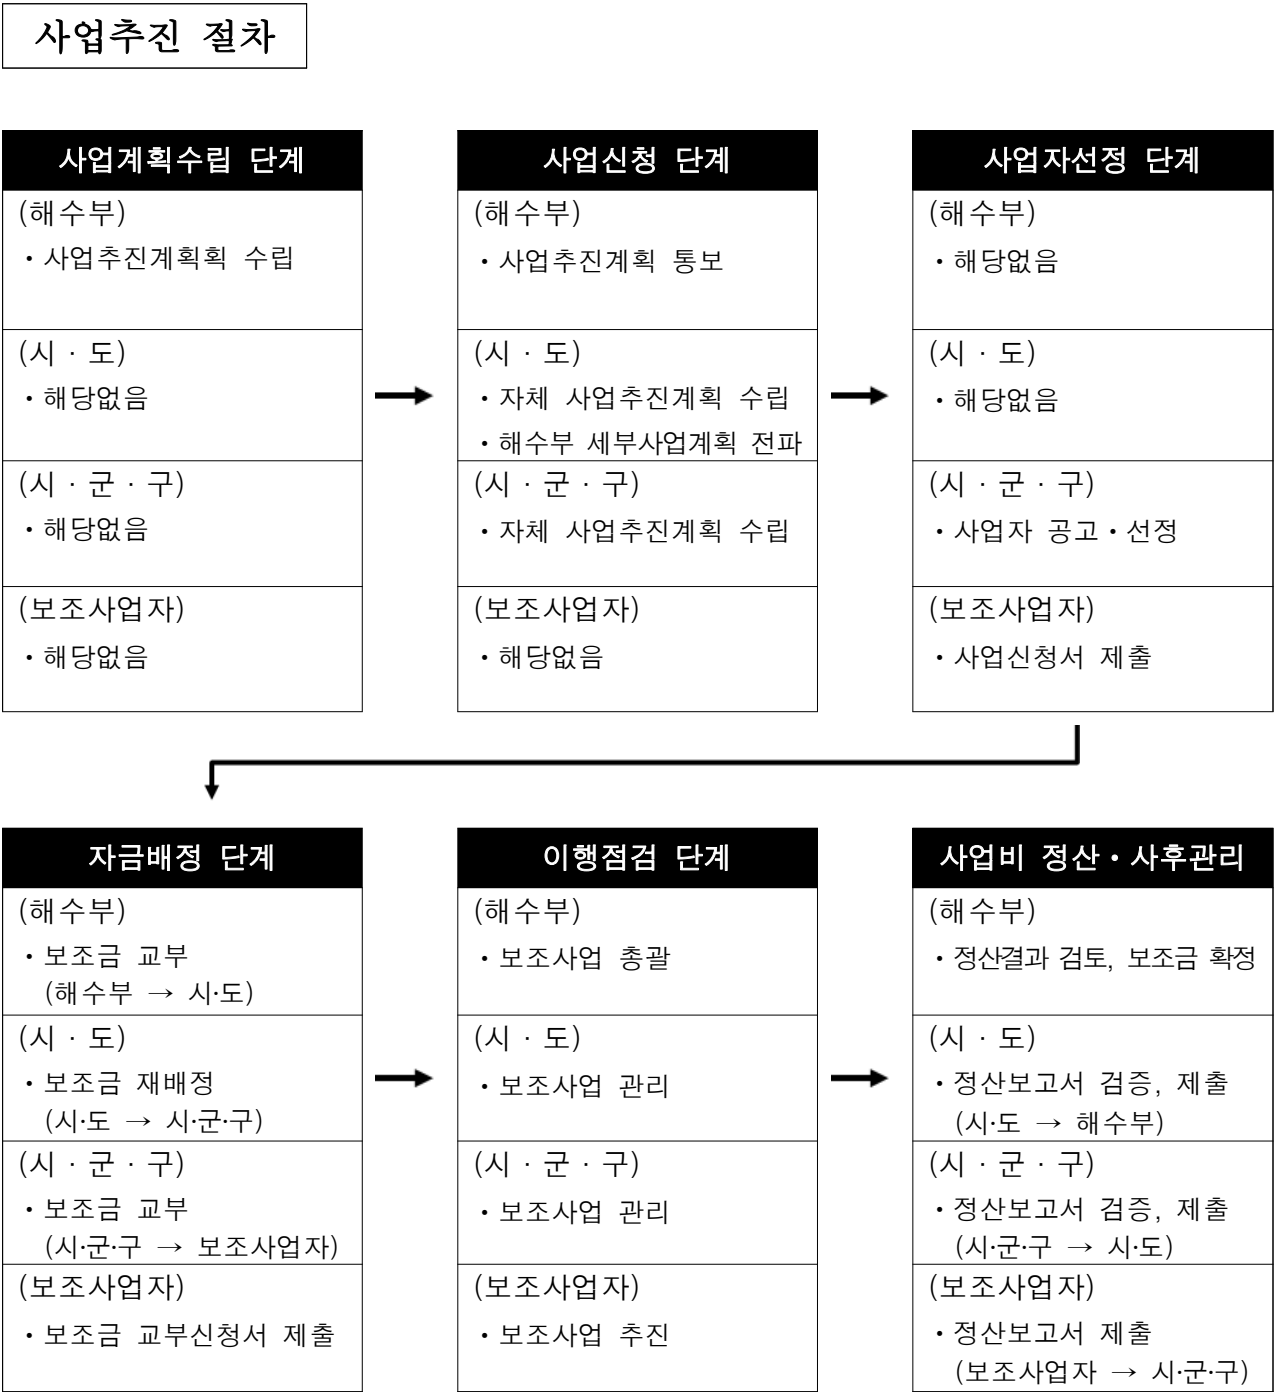 사업추진 절차
사업계획수립 단계
(해수부)
・사업추진계획획 수립
(시 · 도)
・해당없음
(시 · 군 · 구)
・해당없음
(보조사업자)
・해당없음
사업신청 단계
(해수부)
・사업추진계획 통보
(시 · 도)
・자체 사업추진계획 수립
・해수부 세부사업계획 전파
(시 · 군 · 구)
・자체 사업추진계획 수립
(보조사업자)
・해당없음
사업자선정 단계
(해수부)
・해당없음
(시 · 도)
・해당없음
(시 · 군 · 구)
・사업자 공고・선정
(보조사업자)
・사업신청서 제출
자금배정 단계
(해수부)
・보조금 교부
(해수부 → 시·도)
(시 · 도)
・보조금 재배정
(시·도 → 시·군·구)
(시 · 군 · 구)
・보조금 교부
(시·군·구 → 보조사업자)
(보조사업자)
・보조금 교부신청서 제출
이행점검 단계
(해수부)
・보조사업 총괄
(시 · 도)
・보조사업 관리
(시 · 군 · 구)
・보조사업 관리
(보조사업자)
・보조사업 추진
사업비 정산・사후관리
(해수부)
・정산결과 검토, 보조금 확정
(시 · 도)
・정산보고서 검증, 제출
(시·도 → 해수부)
(시 · 군 · 구)
・정산보고서 검증, 제출
(시·군·구 → 시·도)
(보조사업자)
・정산보고서 제출
(보조사업자 → 시·군·구)